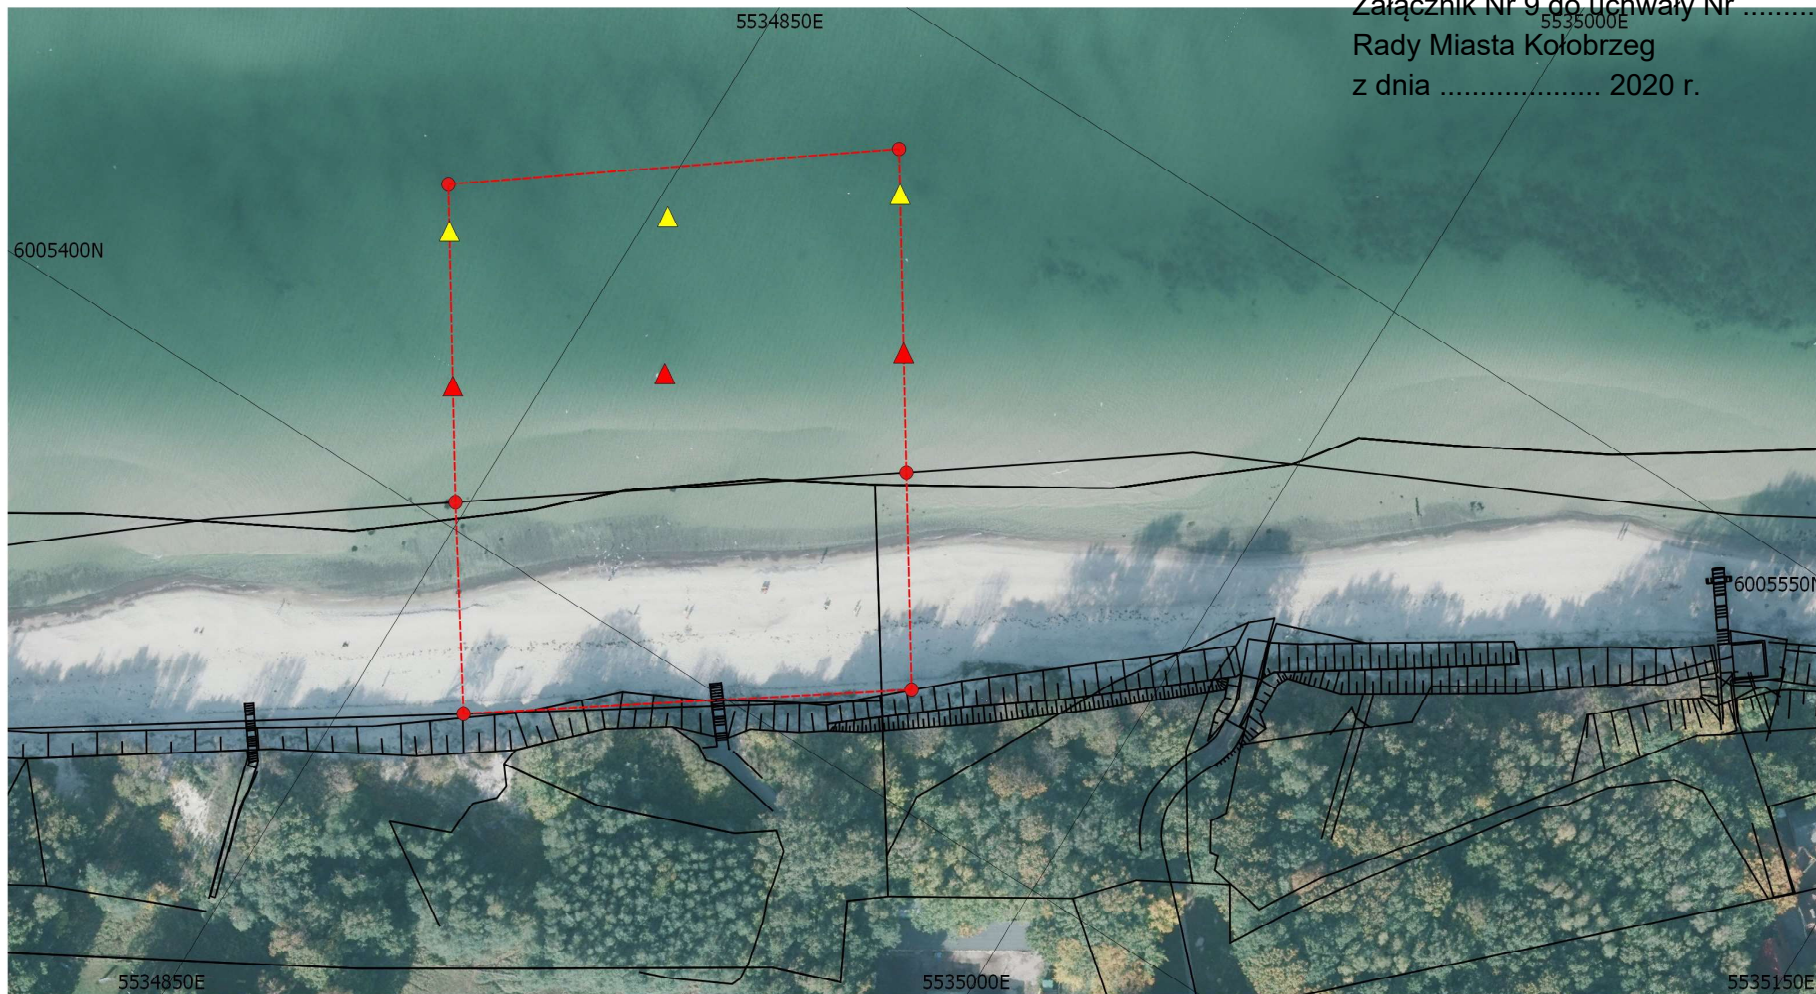 Załącznik Nr 9 do uchwały Nr .........
5534850E
5535000E
Rady Miasta Kołobrzeg
z dnia .................... 2020 r.
6005400N
6005550N
5534850E
5535000E
5535150E